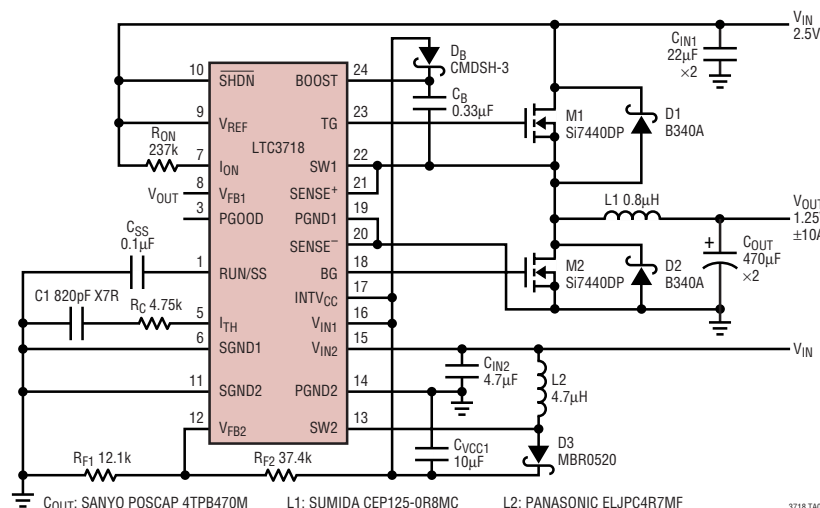 VIN
2.5V
CIN1
22µF
×2
DB
CMDSH-3
CB
0.33µF
10 SHDN
BOOST 24
9 VREF
TG 23
RON
237k
LTC3718
7 ION
SW1 22
VOUT 8 VFB1
SENSE+ 21
3 PGOOD
PGND1 19
SENSE– 20
CSS
0.1µF
1 RUN/SS
BG 18
INTVCC 17
C1 820pF X7R
RC 4.75k
5 ITH
VIN1 16
6 SGND1
VIN2 15
11 SGND2
PGND2 14
12 VFB2
SW2 13
M1
Si7440DP
D1
B340A
L1 0.8µH
VOUT
1.25V
±10A
COUT
470µF
×2
+
M2
Si7440DP
D2
B340A
VIN
CIN2
4.7µF
L2
4.7µH
CVCC1
10µF
D3
MBR0520
RF1 12.1k
RF2 37.4k
COUT: SANYO POSCAP 4TPB470M L1: SUMIDA CEP125-0R8MC L2: PANASONIC ELJPC4R7MF